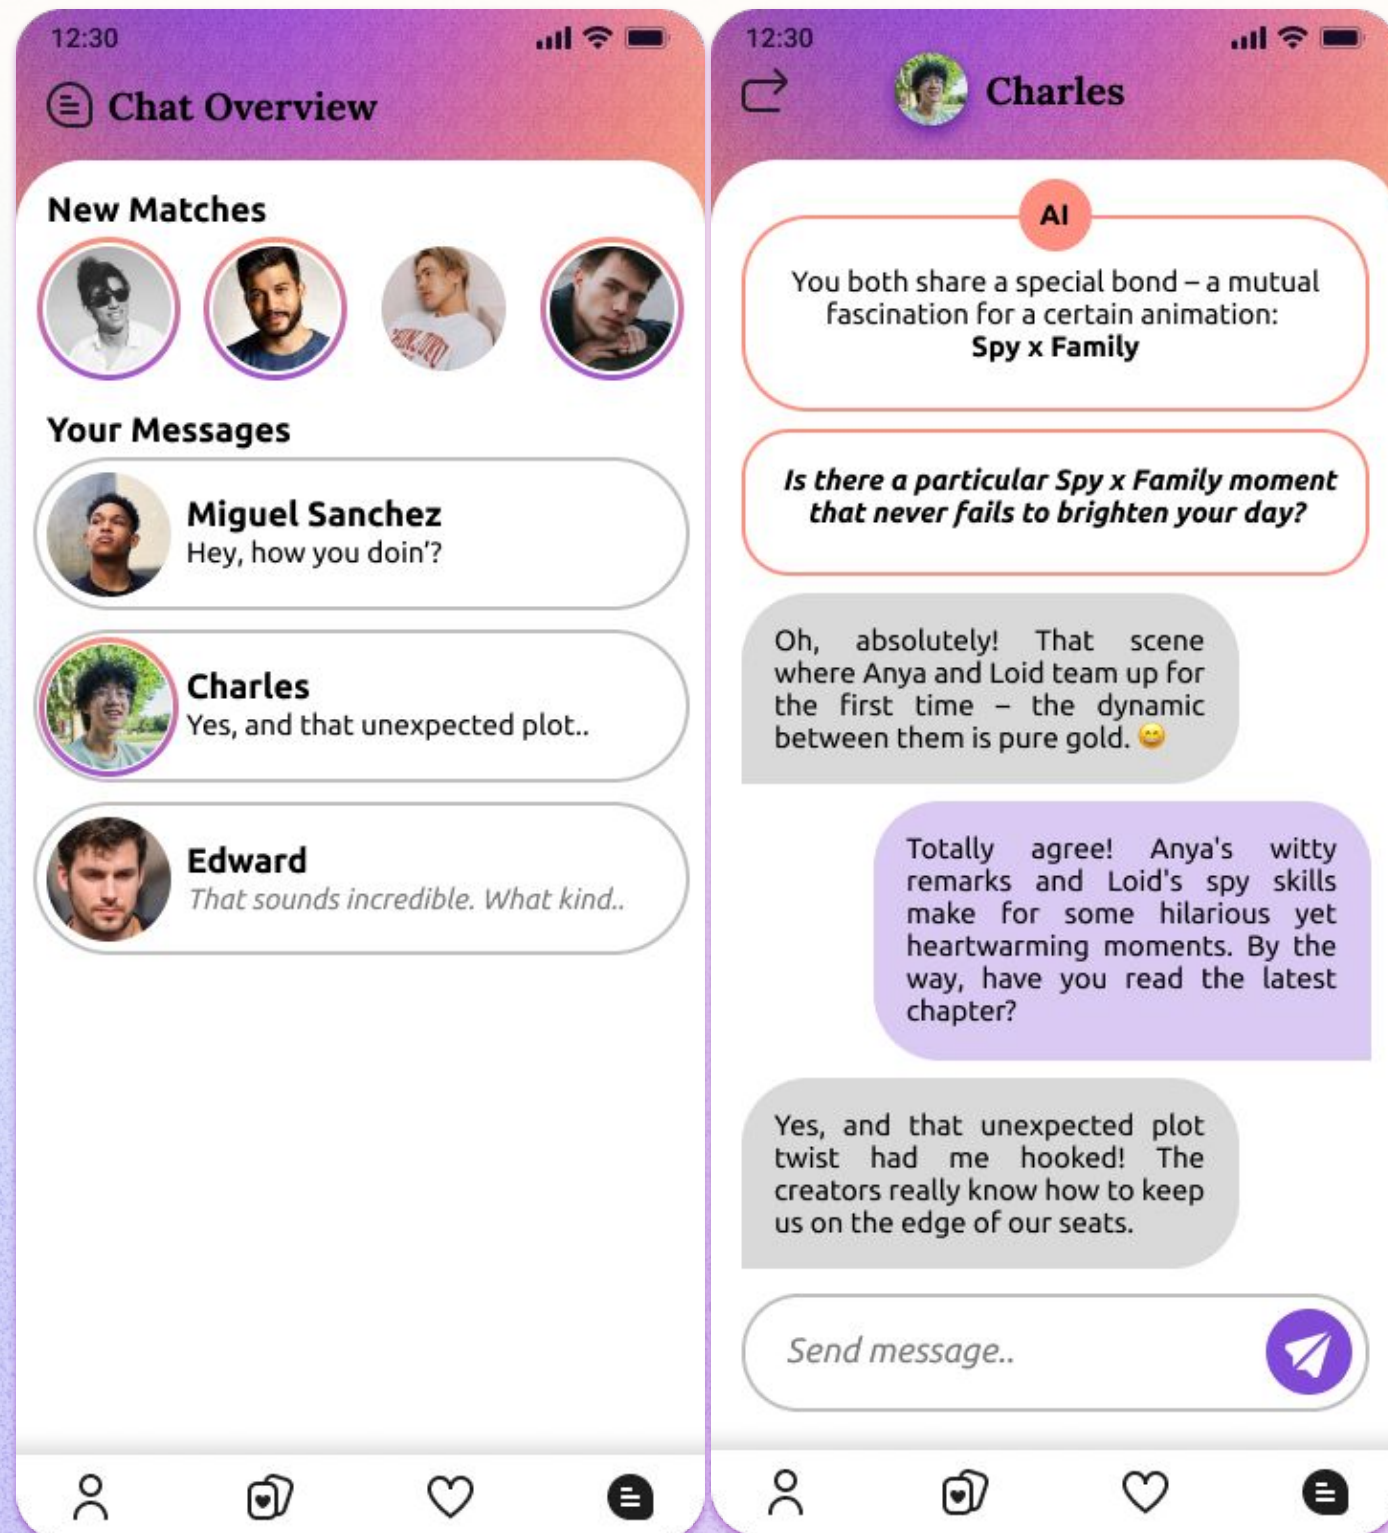 12:30
Chat Overview
New Matches
Your Messages
Miguel Sanchez
Hey, how you doin'?
Charles
Yes, and that unexpected plot..
Edward
That sounds incredible. What kind..
12:30
Charles
AI
You both share a special bond – a mutual
fascination for a certain animation:
Spy x Family
Is there a particular Spy x Family moment
that never fails to brighten your day?
Oh, absolutely! That scene
where Anya and Loid team up for
the first time – the dynamic
between them is pure gold. 😄
Totally agree! Anya's witty
remarks and Loid's spy skills
make for some hilarious yet
heartwarming moments. By the
way, have you read the latest
chapter?
Yes, and that unexpected plot
twist had me hooked! The
creators really know how to keep
us on the edge of our seats.
Send message..